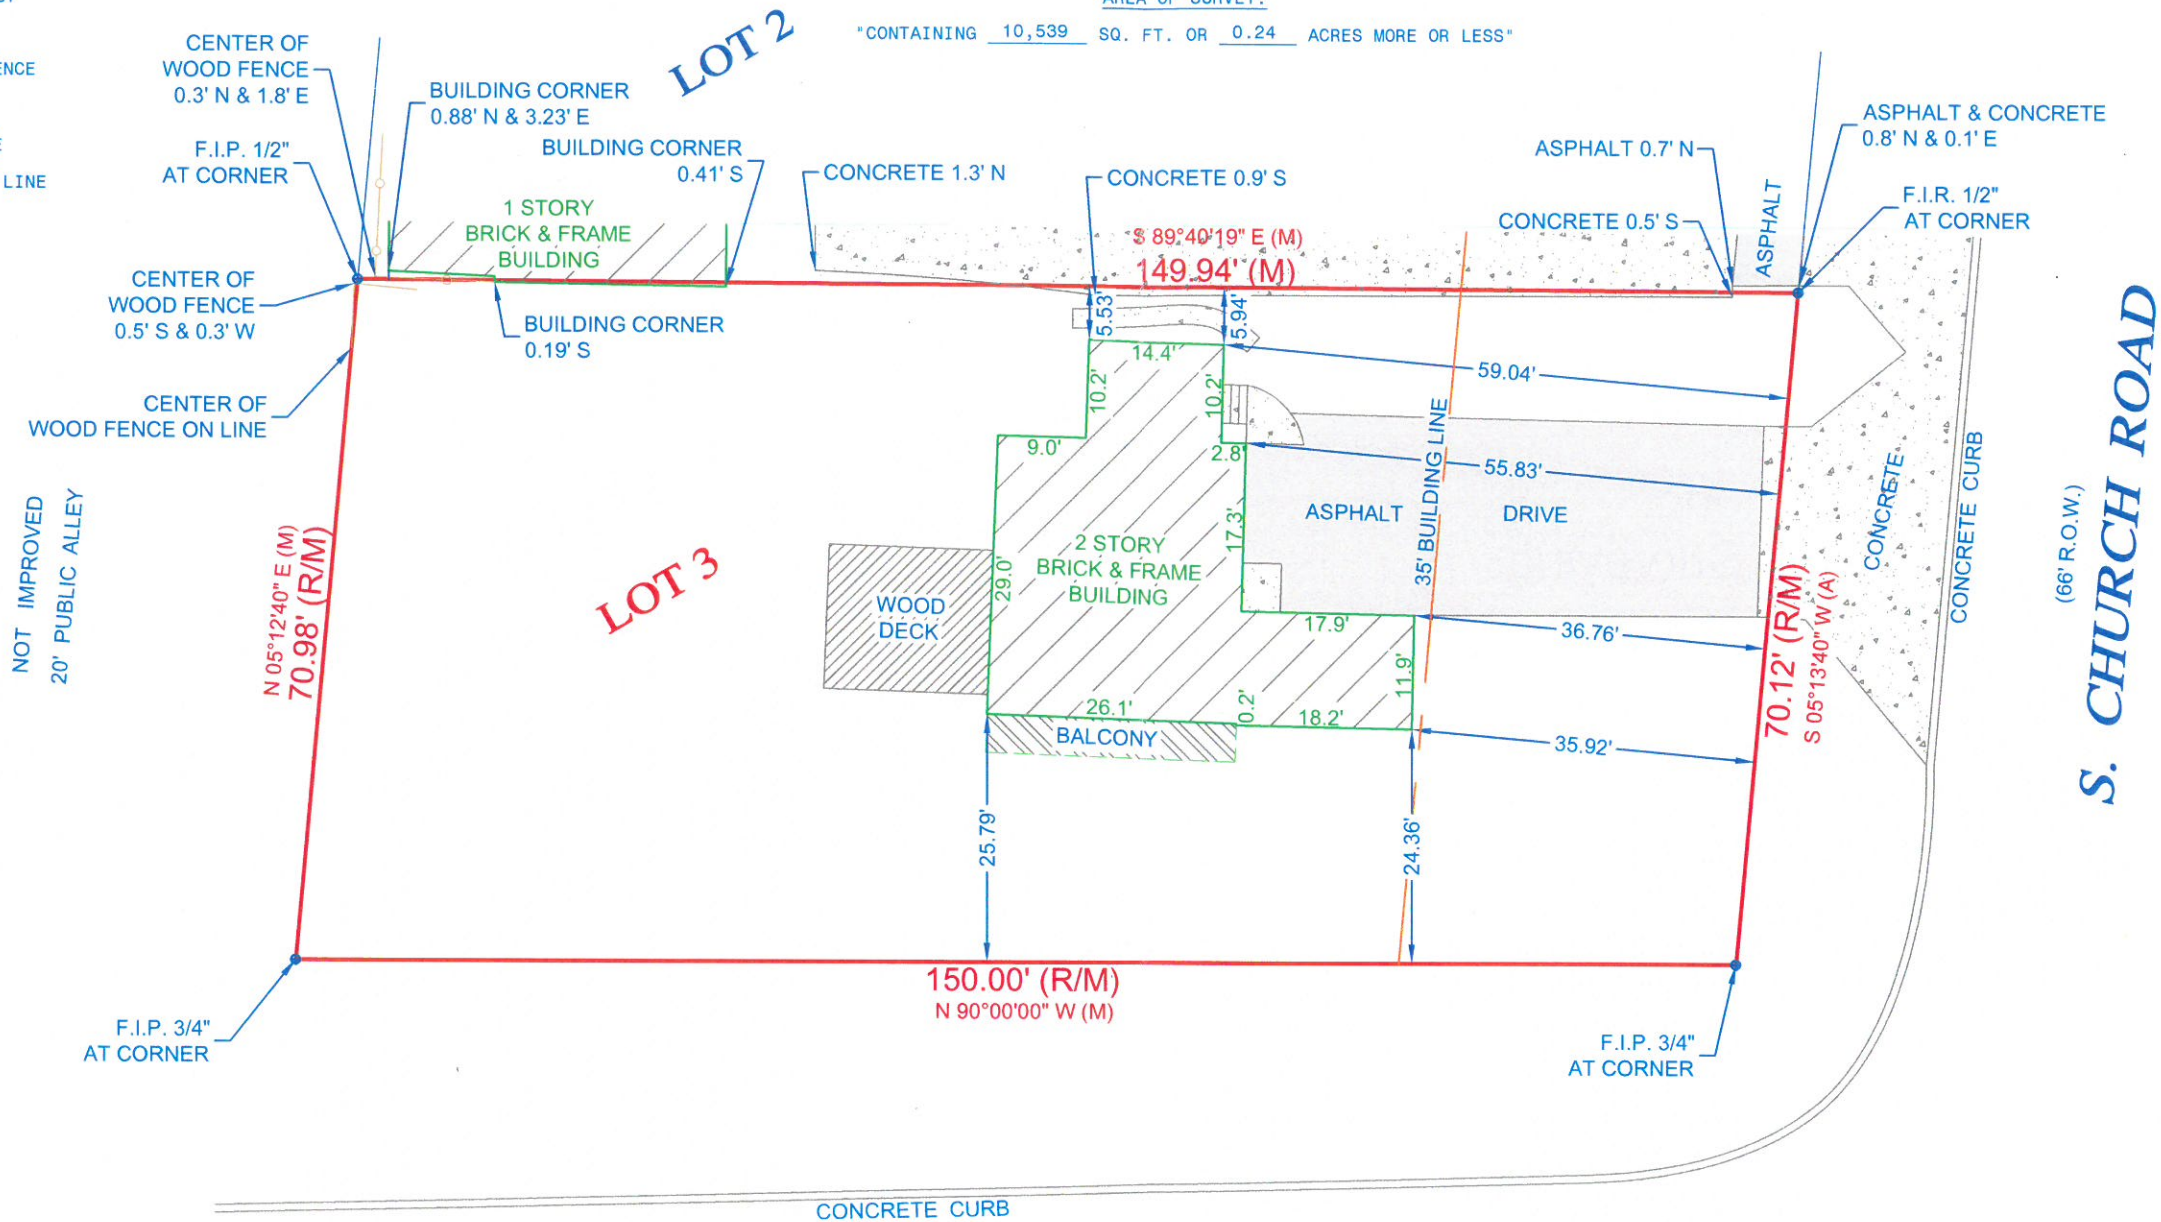 "CONTAINING 10,539 SQ. FT. OR 0.24 ACRES MORE OR LESS"
LOT 2
CENTER OF
WOOD FENCE
0.3' N & 1.8' E
BUILDING CORNER
0.88' N & 3.23' E
F.I.P. 1/2"
AT CORNER
BUILDING CORNER
0.41' S
LINE
CONCRETE 1.3' N
CONCRETE 0.9' S
ASPHALT 0.7' N
ASPHALT & CONCRETE
0.8' N & 0.1' E
F.I.R. 1/2"
AT CORNER
CONCRETE 0.5' S
ASPHALT
1 STORY
BRICK & FRAME
BUILDING
S 89°40'19" E (M)
149.94' (M)
CENTER OF
WOOD FENCE
0.5' S & 0.3' W
BUILDING CORNER
0.19' S
CENTER OF
WOOD FENCE ON LINE
5.53'
5.94'
14.4'
59.04'
10.2'
10.2'
9.0'
2.8'
55.83'
35' BUILDING LINE
ASPHALT DRIVE
17.3'
2 STORY
BRICK & FRAME
BUILDING
29.0'
WOOD
DECK
17.9'
36.76'
11.9'
26.1'
0.2'
18.2'
BALCONY
35.92'
25.79'
24.36'
LOT 3
NOT IMPROVED
20' PUBLIC ALLEY
N 05°12'40" E (M)
70.98' (R/M)
70.12' (R/M)
S 05°13'40" W (A)
CONCRETE
CONCRETE CURB
(66' R.O.W.)
S. CHURCH ROAD
150.00' (R/M)
N 90°00'00" W (M)
F.I.P. 3/4"
AT CORNER
F.I.P. 3/4"
AT CORNER
CONCRETE CURB